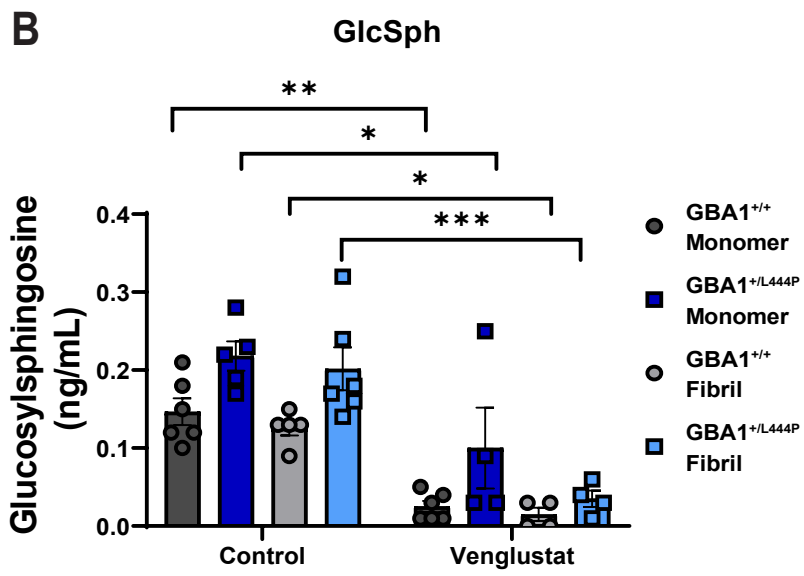 B
GlcSph
**
*
*
***
Glucosylsphingosine
(ng/mL)
0.4
0.3
0.2
0.1
0.0
Control
Venglustat
GBA1+/+
Monomer
GBA1+/L444P
Monomer
GBA1+/+
Fibril
GBA1+/L444P
Fibril